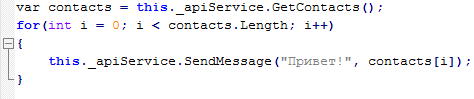 var contacts = this._apiService.GetContacts();
for(int i = 0; i < contacts.Length; i++)
{
    this._apiService.SendMessage("Привет!", contacts[i]);
}